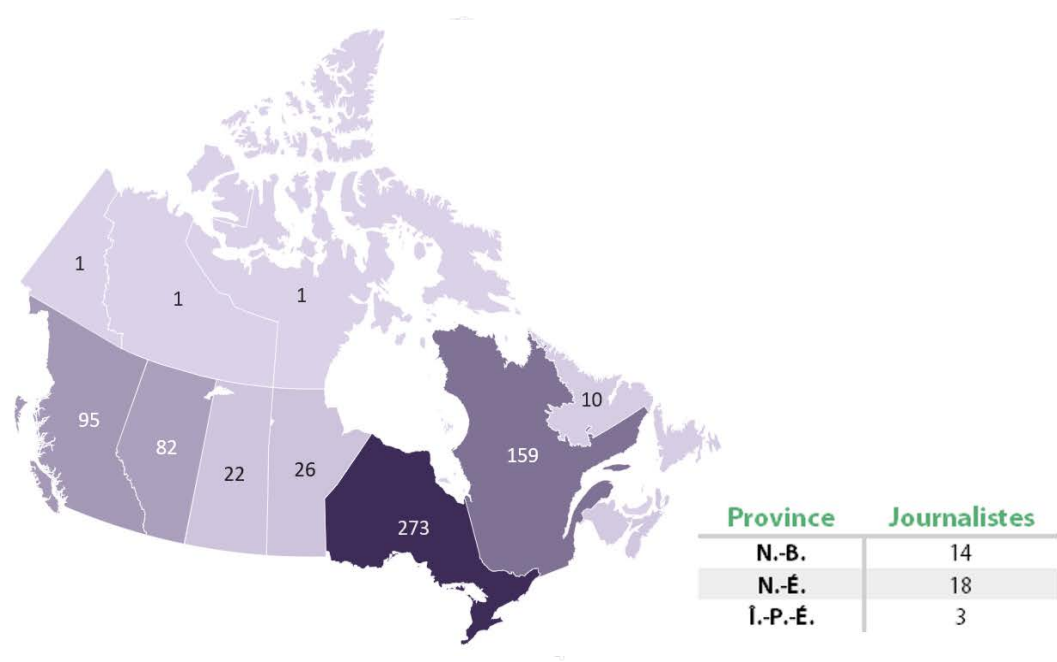 1
1
1
95
82
22
26
273
159
10
Province Journalistes
N.-B. 14
N.-É. 18
Î.-P.-É. 3